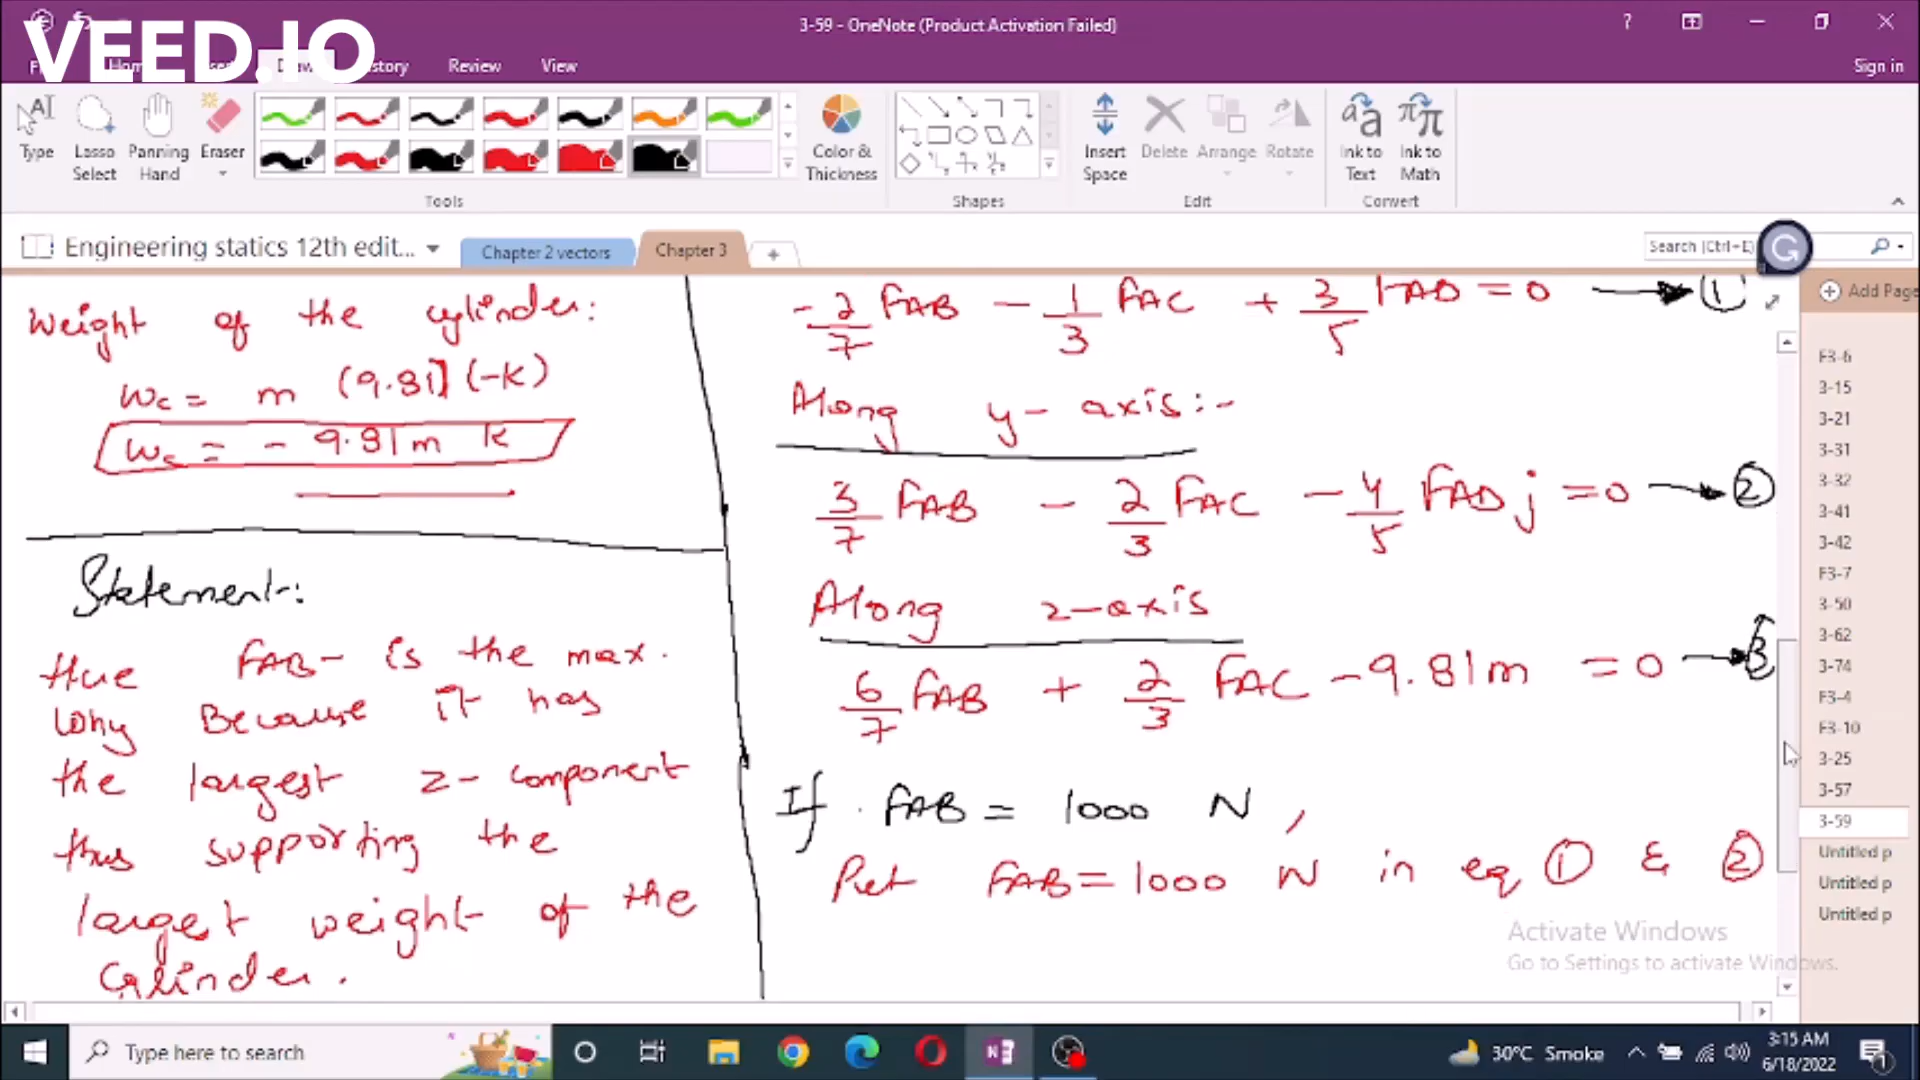 VEED.IO
3-59 - OneNote (Product Activation Failed)
Review
View
Sign in
Type
Lasso Select
Panning Hand
Eraser
Color & Thickness
Insert Space
Delete
Arrange
Rotate
Ink to Text
Ink to Math
Tools
Shapes
Edit
Convert
Engineering statics 12th edit...
Chapter 2 vectors
Chapter 3
Search (Ctrl+E)
Add Page
weight of the cylinder:
Wc = m (9.81) (-k)
Wc = - 9.81m k
Statement:
FAB- is the max.
Why Because it has
the largest z- component
thus supporting the
largest weight of the
Cylinder.
-2/7 FAB - 1/3 FAC + 3/5 FAD = 0 → ①
Along y- axis:-
3/7 FAB - 2/3 FAC - 4/5 FADj = 0 → ②
Along z-axis
6/7 FAB + 2/3 FAC - 9.81m = 0 → 3
If FAB = 1000 N,
Put FAB = 1000 N in eq ① & ②
F3-6
3-15
3-21
3-31
3-32
3-41
3-42
F3-7
3-50
3-62
3-74
F3-4
F3-10
3-25
3-57
3-59
Untitled p
Untitled p
Untitled p
Activate Windows
Go to Settings to activate Windows.
Type here to search
30°C Smoke
3:15 AM
6/18/2022